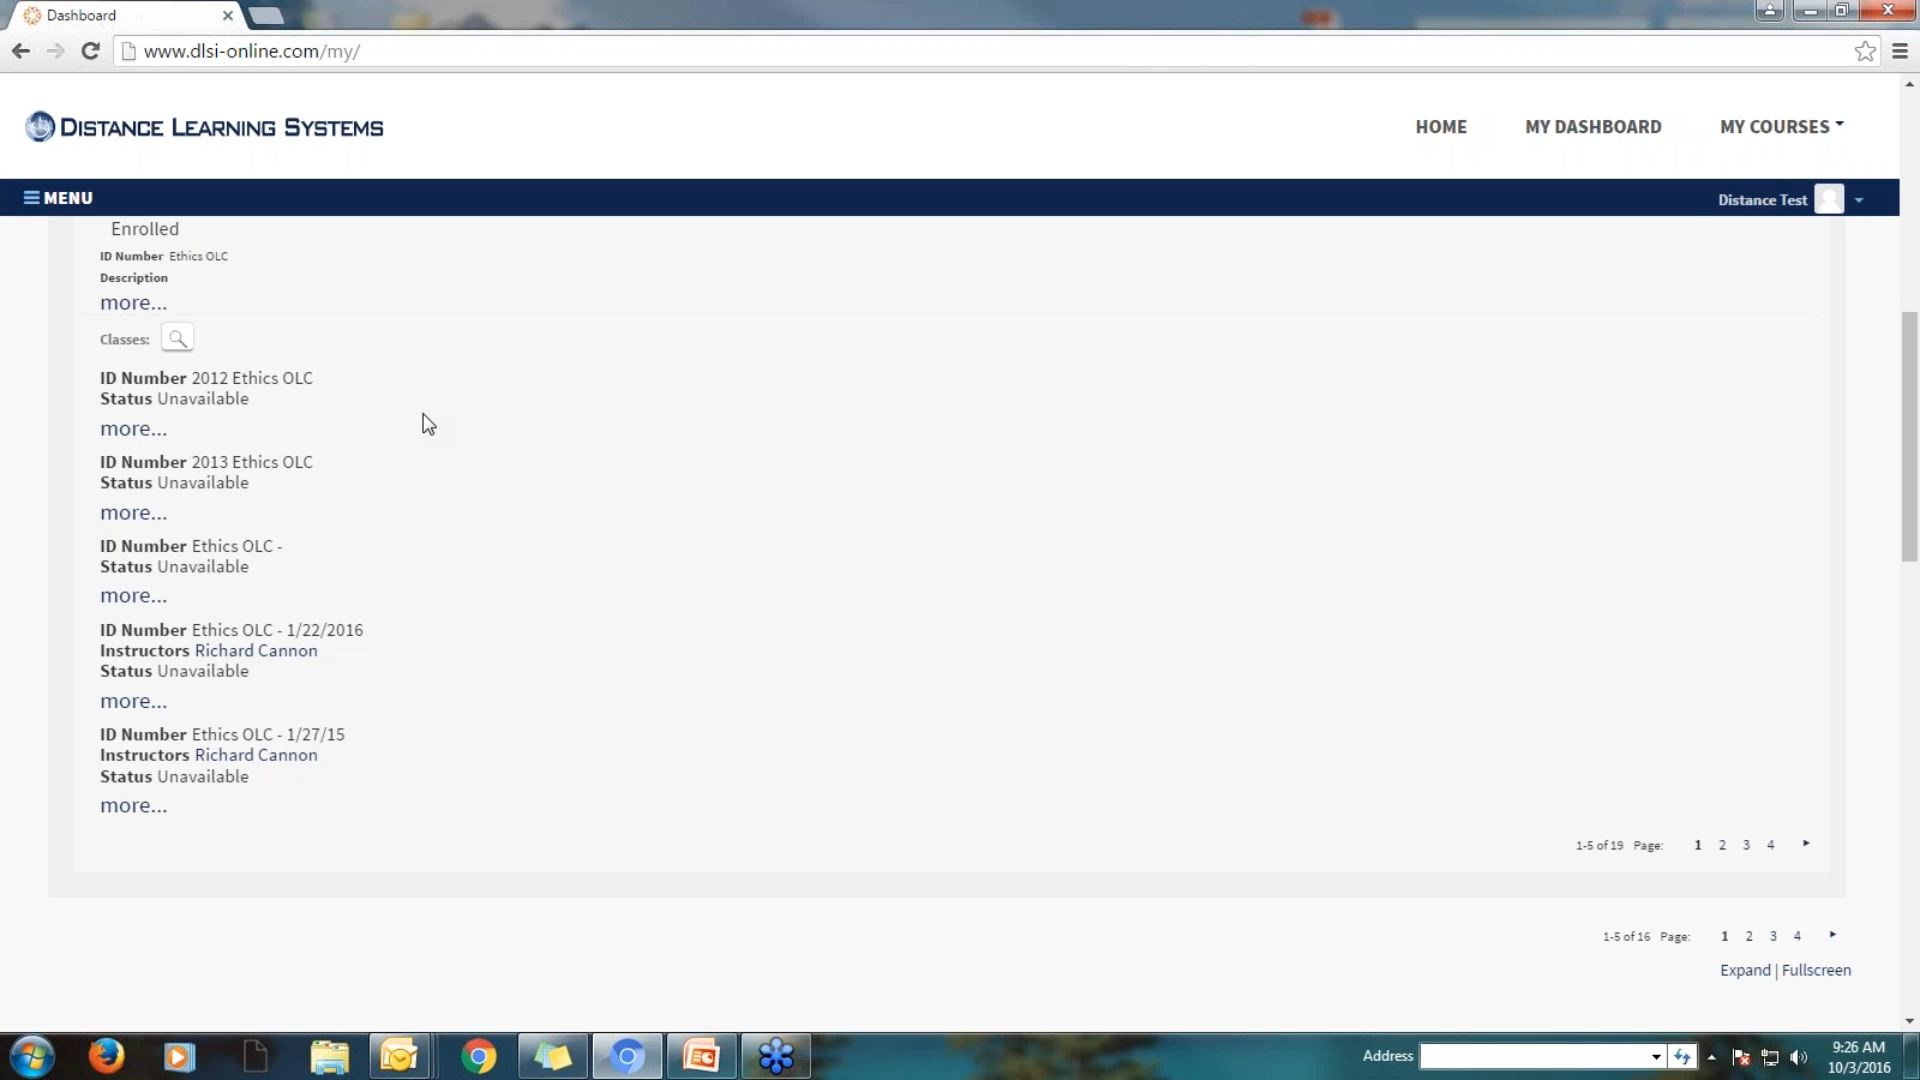 Dashboard
www.dlsi-online.com/my/
DISTANCE LEARNING SYSTEMS
HOME MY DASHBOARD MY COURSES
MENU
Distance Test
Enrolled
ID Number Ethics OLC
Description
more...
Classes:
ID Number 2012 Ethics OLC
Status Unavailable
more...
ID Number 2013 Ethics OLC
Status Unavailable
more...
ID Number Ethics OLC -
Status Unavailable
more...
ID Number Ethics OLC - 1/22/2016
Instructors Richard Cannon
Status Unavailable
more...
ID Number Ethics OLC - 1/27/15
Instructors Richard Cannon
Status Unavailable
more...
1-5 of 19 Page: 1 2 3 4
1-5 of 16 Page: 1 2 3 4
Expand | Fullscreen
Address
9:26 AM
10/3/2016